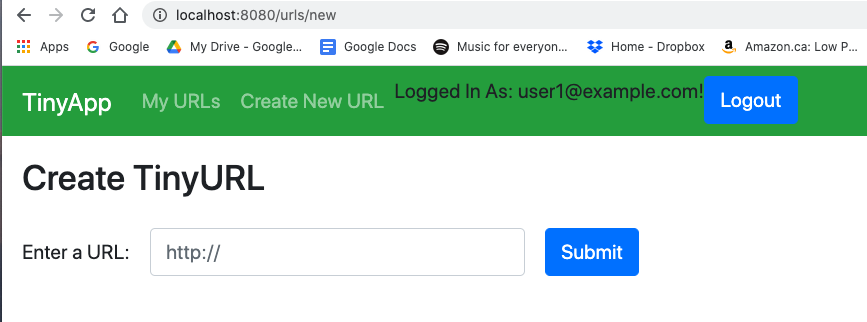 localhost:8080/urls/new
Apps Google My Drive - Google... Google Docs Music for everyon... Home - Dropbox Amazon.ca: Low P...
TinyApp My URLs Create New URL Logged In As: user1@example.com! Logout
Create TinyURL
Enter a URL: http:// Submit